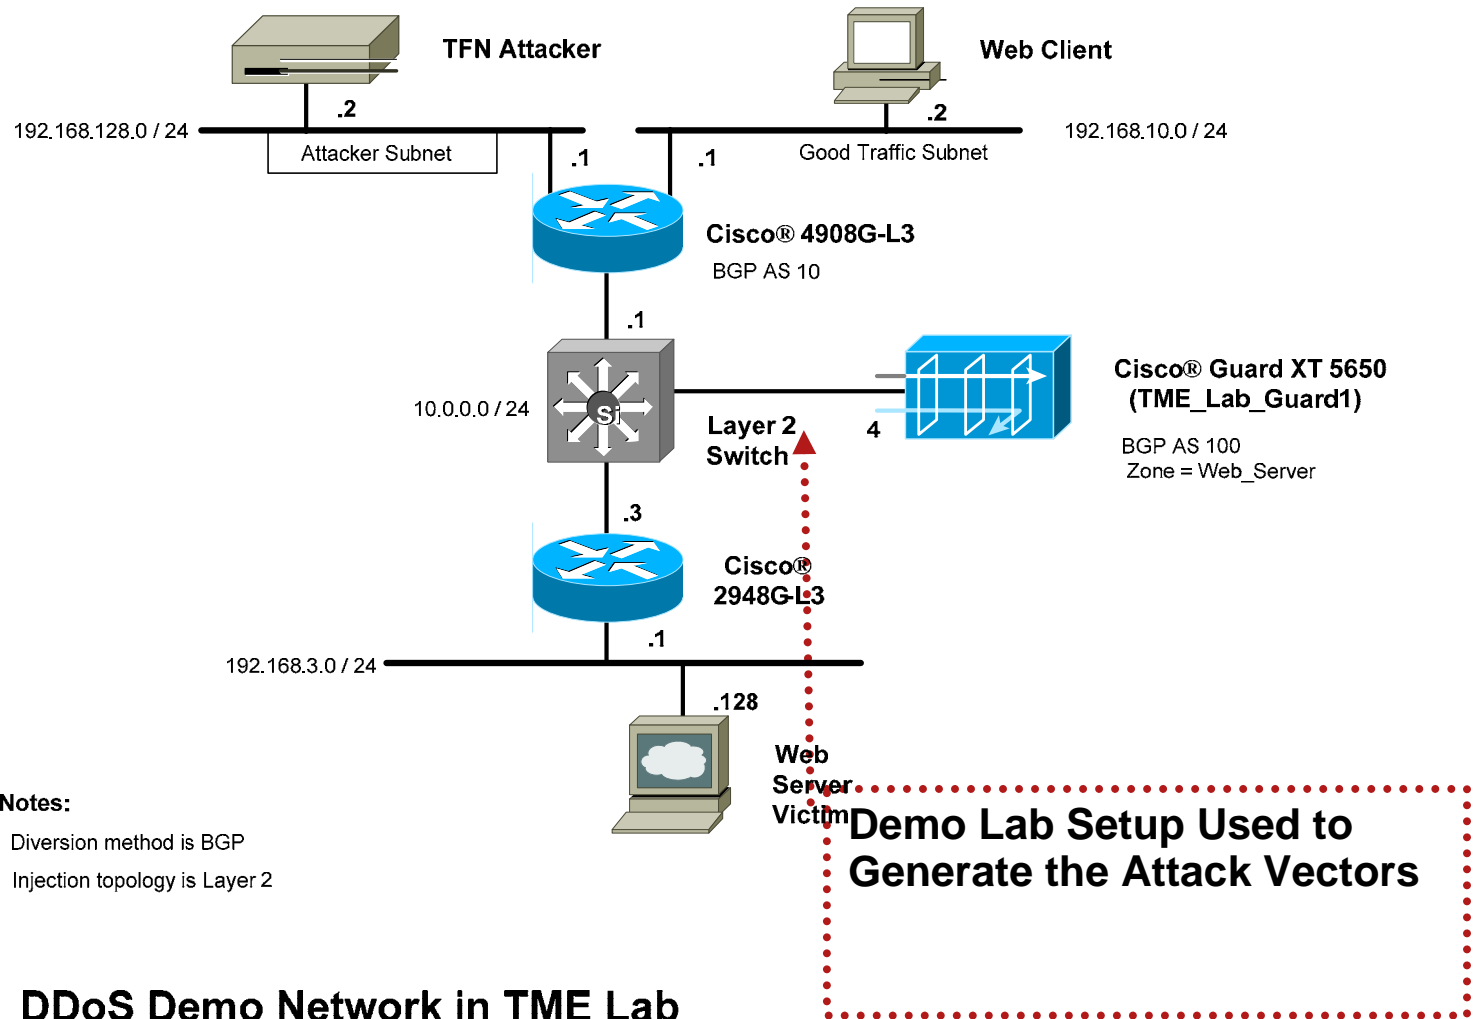 TFN Attacker
Web Client
.2
.2
192.168.128.0 / 24
192.168.10.0 / 24
Attacker Subnet
Good Traffic Subnet
.1
.1
Cisco® 4908G-L3
BGP AS 10
.1
Cisco® Guard XT 5650
(TME_Lab_Guard1)
10.0.0.0 / 24
Si
Layer 2
Switch
4
BGP AS 100
Zone = Web_Server
.3
Cisco®
2948G-L3
.1
192.168.3.0 / 24
.128
Web
Server
Victim
Notes:
Diversion method is BGP
Injection topology is Layer 2
Demo Lab Setup Used to
Generate the Attack Vectors
DDoS Demo Network in TME Lab